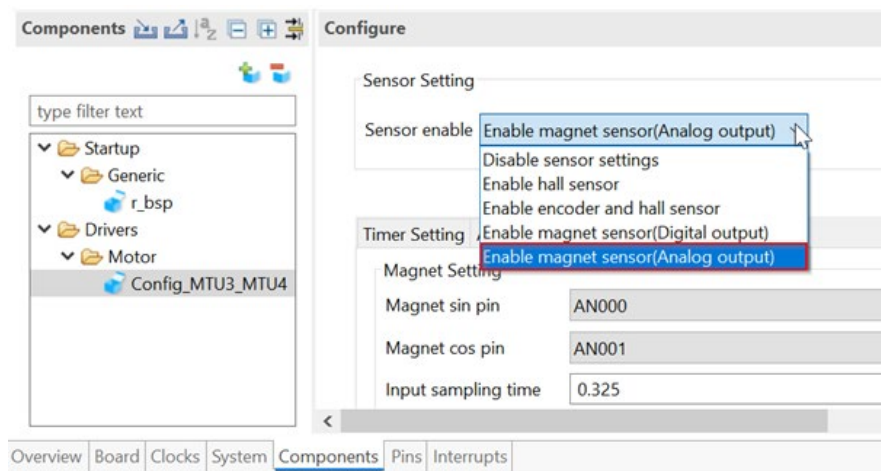 Components
Configure
type filter text
Startup
Generic
r_bsp
Drivers
Motor
Config_MTU3_MTU4
Sensor Setting
Sensor enable Enable magnet sensor(Analog output)
Disable sensor settings
Enable hall sensor
Enable encoder and hall sensor
Enable magnet sensor(Digital output)
Enable magnet sensor(Analog output)
Timer Setting
Magnet Setting
Magnet sin pin AN000
Magnet cos pin AN001
Input sampling time 0.325
Overview Board Clocks System Components Pins Interrupts